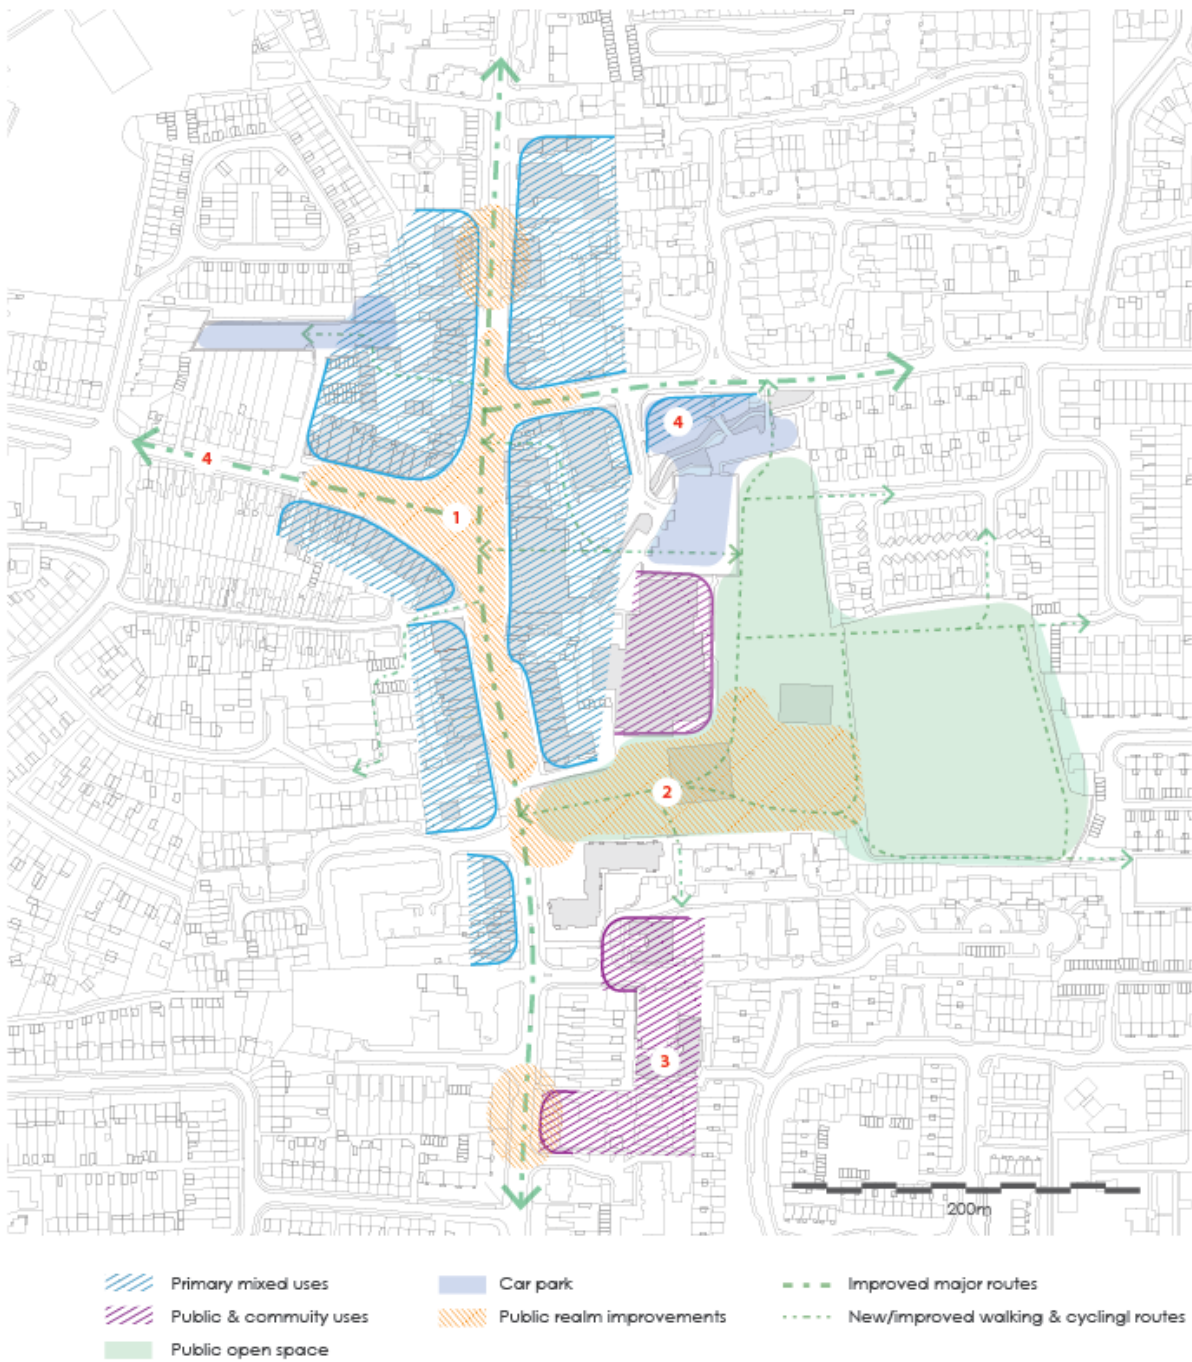 4
4
1
2
3
200m
Primary mixed uses
Car park
Improved major routes
Public & commuity uses
Public realm improvements
New/improved walking & cyclingl routes
Public open space